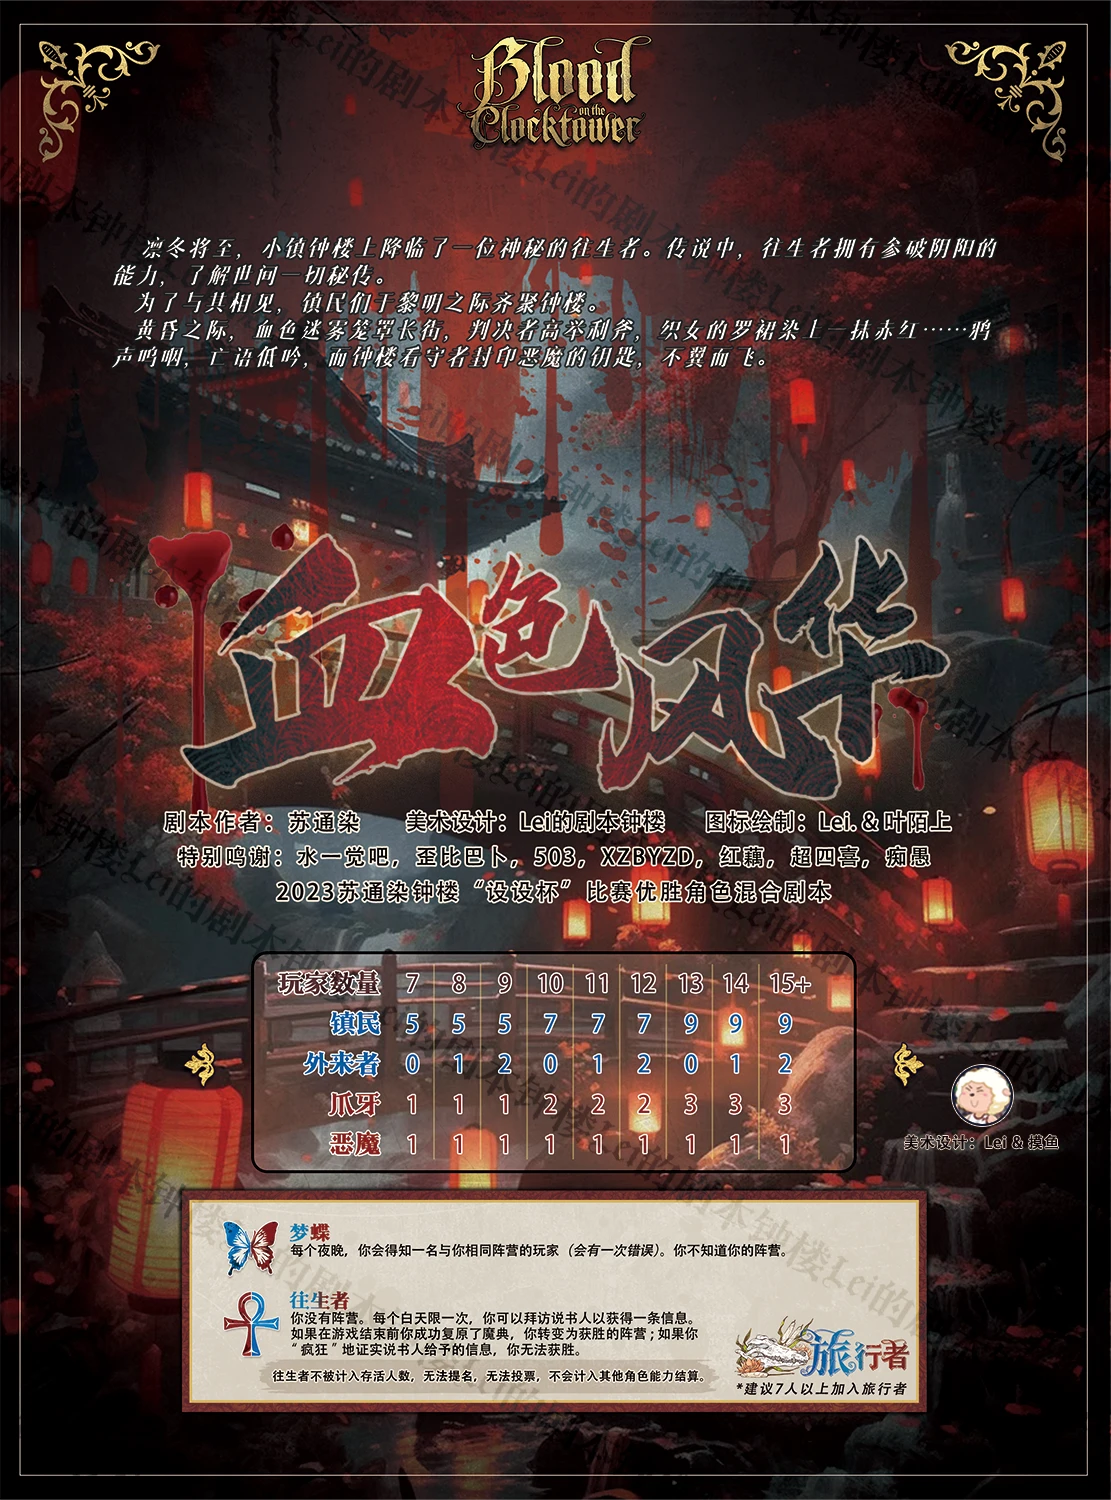 Blood
on the
Clocktower
凛冬将至，小镇钟楼上降临了一位神秘的往生者。传说中，往生者拥有参破阴阳的
能力，了解世间一切秘传。
为了与其相见，镇民们于黎明之际齐聚钟楼。
黄昏之际，血色迷雾笼罩长街，判决者高举利斧，织女的罗裙染上一抹赤红……鸦
声呜咽，亡语低吟，而钟楼看守者封印恶魔的钥匙，不翼而飞。
血色风华
剧本作者：苏通染 美术设计：Lei的剧本钟楼 图标绘制：Lei. & 叶陌上
特别鸣谢：水一觉吧，歪比巴卜，503，XZBYZD，红藕，超四喜，痴愚
2023苏通染钟楼“设设杯”比赛优胜角色混合剧本
玩家数量 7 8 9 10 11 12 13 14 15+
镇民 5 5 5 7 7 7 9 9 9
外来者 0 1 2 0 1 2 0 1 2
爪牙 1 1 1 2 2 2 3 3 3
恶魔 1 1 1 1 1 1 1 1 1
美术设计：Lei & 摸鱼
梦蝶
每个夜晚，你会得知一名与你相同阵营的玩家（会有一次错误）。你不知道你的阵营。
往生者
你没有阵营。每个白天限一次，你可以拜访说书人以获得一条信息。
如果在游戏结束前你成功复原了魔典，你转变为获胜的阵营；如果你
“疯狂”地证实说书人给予的信息，你无法获胜。
往生者不被计入存活人数，无法提名，无法投票，不会计入其他角色能力结算。
旅行者
*建议7人以上加入旅行者